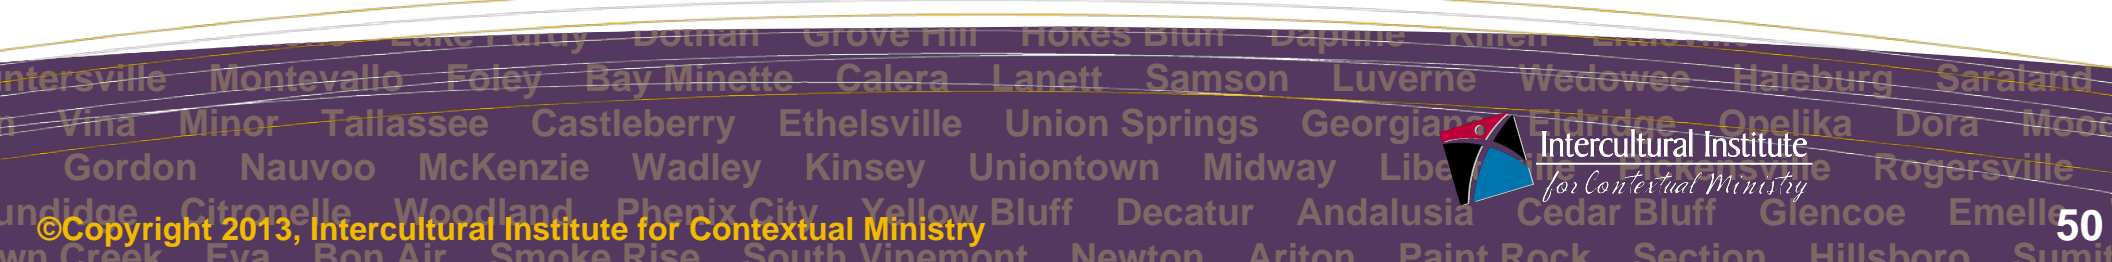 Lake Purdy Dothan Grove Hill Hokes Bluff Daphne Killen
Montevallo Foley Bay Minette Calera Lanett Samson Luverne Wedowee Haleburg Saraland
Vina Minor Tallassee Castleberry Ethelsville Union Springs Georgiana Eldridge Opelika Dora
Gordon Nauvoo McKenzie Wadley Kinsey Uniontown Midway Rogersville
Intercultural Institute
for Contextual Ministry
Citronelle Woodland Phenix City Yellow Bluff Decatur Andalusia Cedar Bluff Glencoe Emelle
©Copyright 2013, Intercultural Institute for Contextual Ministry
50
Creek Eva Bon Air Smoke Rise South Vinemont Newton Ariton Paint Rock Section Hillsboro